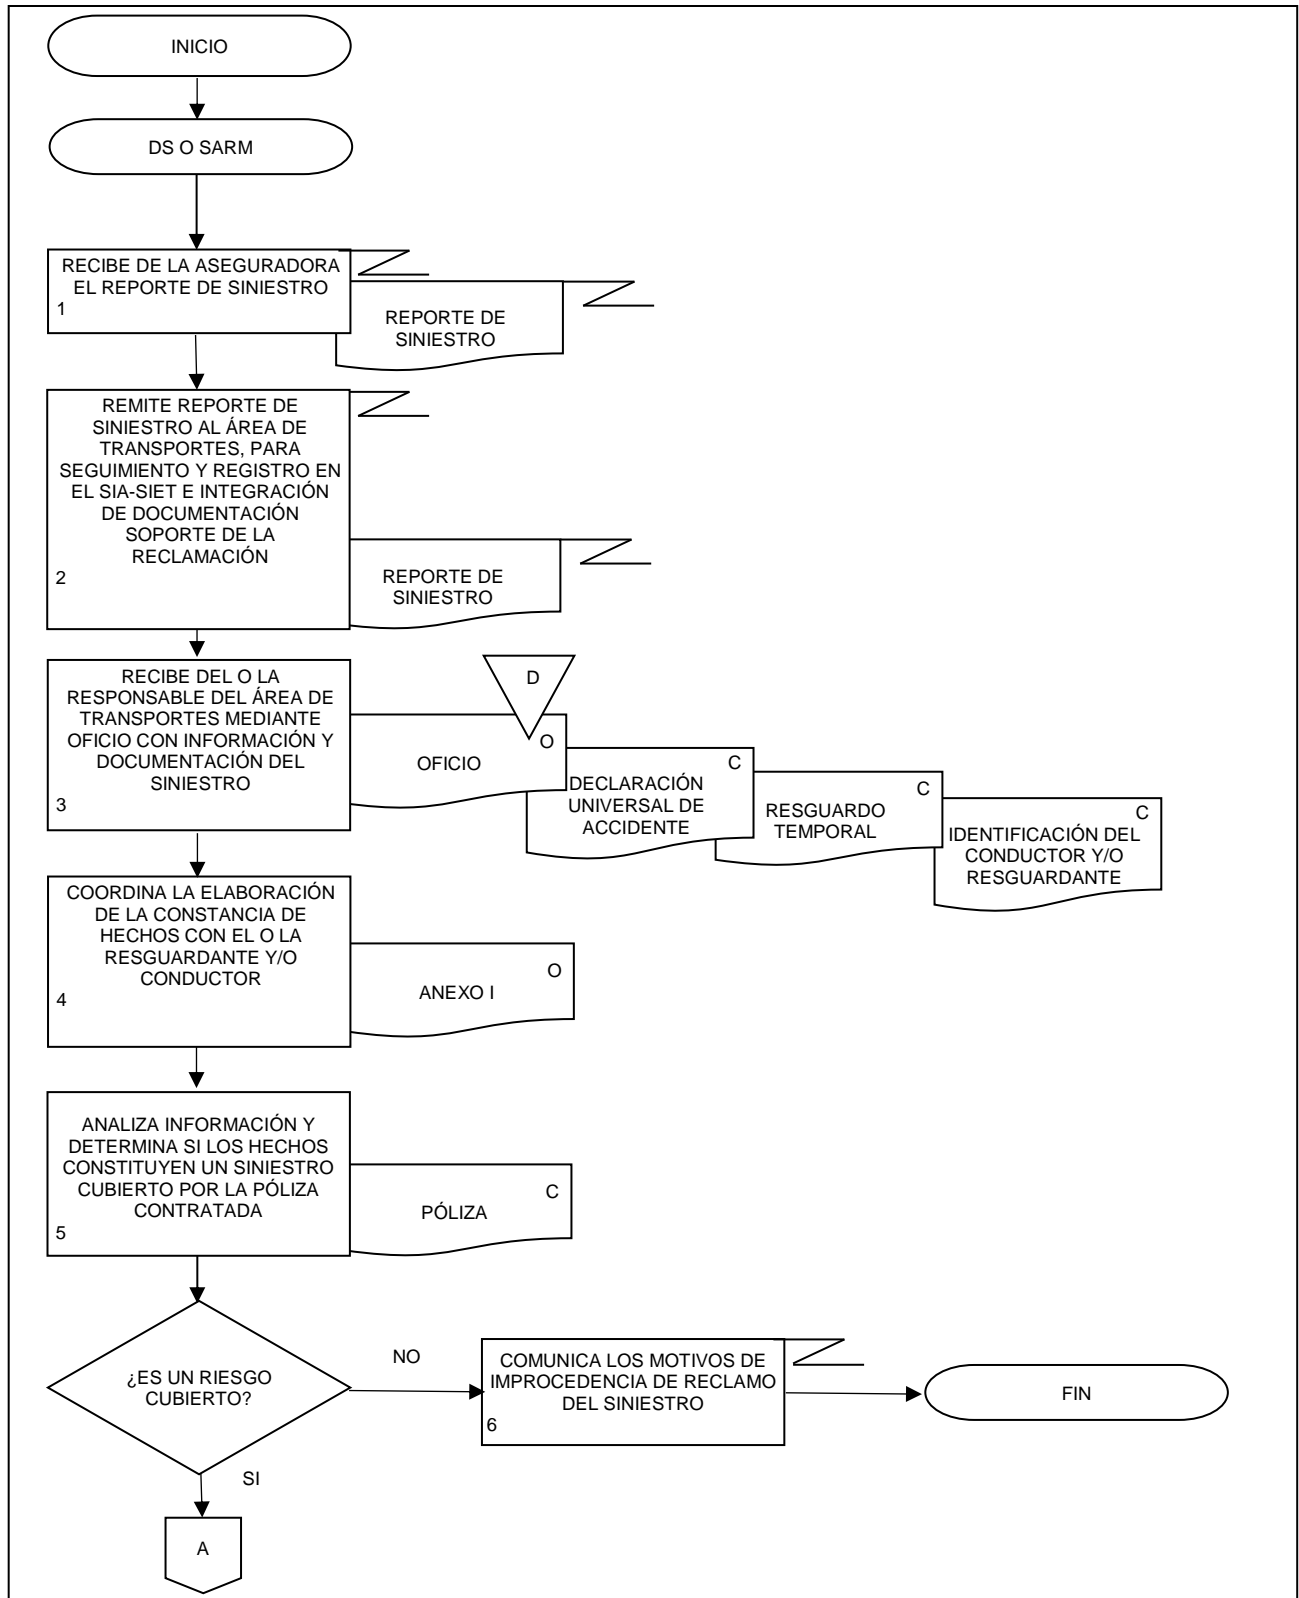 INICIO
DS O SARM
RECIBE DE LA ASEGURADORA
EL REPORTE DE SINIESTRO
1
REPORTE DE
SINIESTRO
REMITE REPORTE DE
SINIESTRO AL ÁREA DE
TRANSPORTES, PARA
SEGUIMIENTO Y REGISTRO EN
EL SIA-SIET E INTEGRACIÓN
DE DOCUMENTACIÓN
SOPORTE DE LA
RECLAMACIÓN
2
REPORTE DE
SINIESTRO
RECIBE DEL O LA
RESPONSABLE DEL ÁREA DE
TRANSPORTES MEDIANTE
OFICIO CON INFORMACIÓN Y
DOCUMENTACIÓN DEL
SINIESTRO
3
D
O
OFICIO
C
DECLARACIÓN
UNIVERSAL DE
ACCIDENTE
C
RESGUARDO
TEMPORAL
C
IDENTIFICACIÓN DEL
CONDUCTOR Y/O
RESGUARDANTE
COORDINA LA ELABORACIÓN
DE LA CONSTANCIA DE
HECHOS CON EL O LA
RESGUARDANTE Y/O
CONDUCTOR
4
O
ANEXO I
ANALIZA INFORMACIÓN Y
DETERMINA SI LOS HECHOS
CONSTITUYEN UN SINIESTRO
CUBIERTO POR LA PÓLIZA
CONTRATADA
5
C
PÓLIZA
¿ES UN RIESGO
CUBIERTO?
NO
COMUNICA LOS MOTIVOS DE
IMPROCEDENCIA DE RECLAMO
DEL SINIESTRO
6
FIN
SI
A